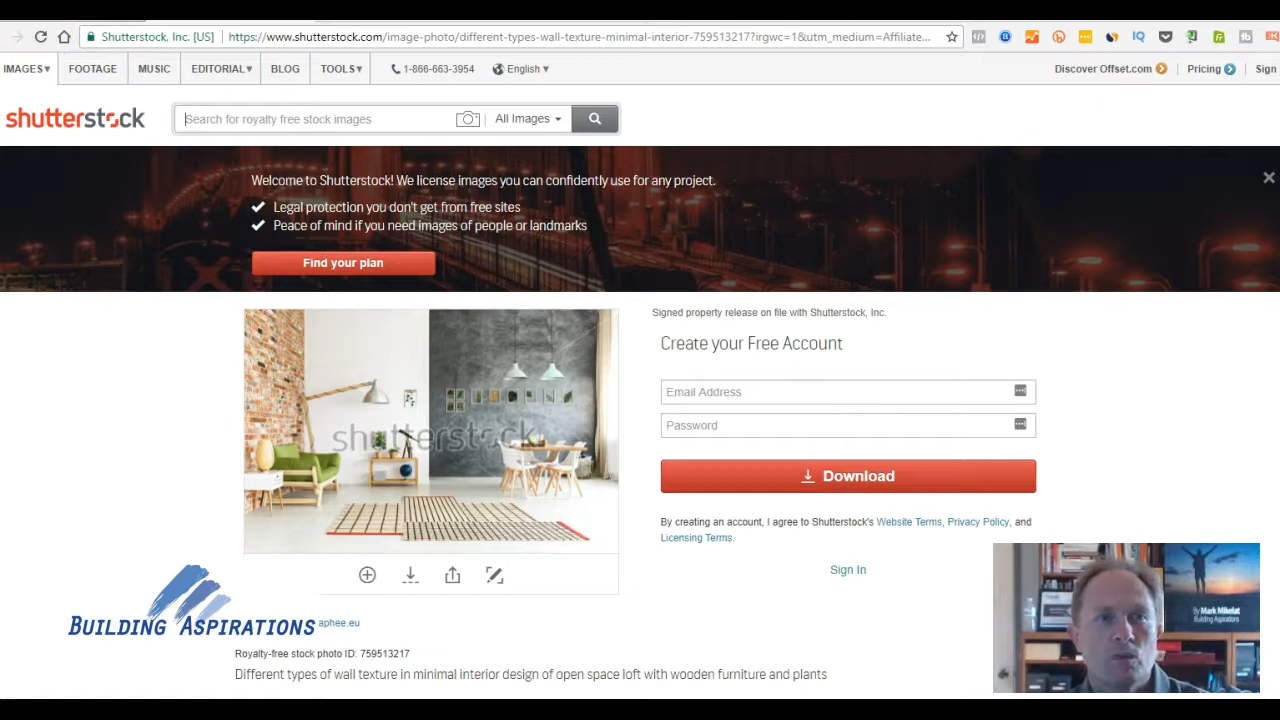 Shutterstock, Inc. [US] https://www.shutterstock.com/image-photo/different-types-wall-texture-minimal-interior-759513217?irgwc=1&utm_medium=Affiliate...
IMAGES FOOTAGE MUSIC EDITORIAL BLOG TOOLS 1-866-663-3954 English Discover Offset.com Pricing Sign
shutterstock Search for royalty free stock images All Images
Welcome to Shutterstock! We license images you can confidently use for any project.
Legal protection you don't get from free sites
Peace of mind if you need images of people or landmarks
Find your plan
Signed property release on file with Shutterstock, Inc.
Create your Free Account
Email Address
Password
shutterstock
Download
By creating an account, I agree to Shutterstock's Website Terms, Privacy Policy, and
Licensing Terms.
Sign In
By Mark Mikelat
Building Aspirations
BUILDING ASPIRATIONS
aphee.eu
Royalty-free stock photo ID: 759513217
Different types of wall texture in minimal interior design of open space loft with wooden furniture and plants